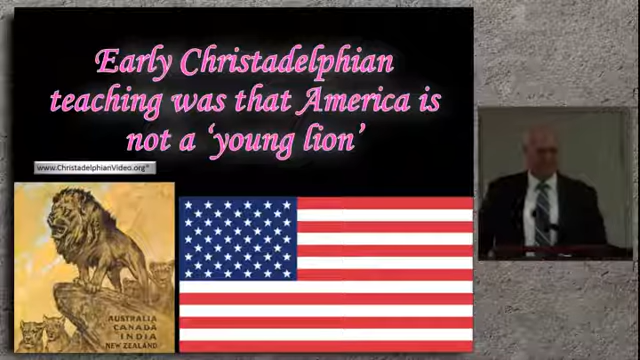 Early Christadelphian
teaching was that America is
not a 'young lion'
www.ChristadelphianVideo.org°
AUSTRALIA
CANADA
INDIA
NEW ZEALAND